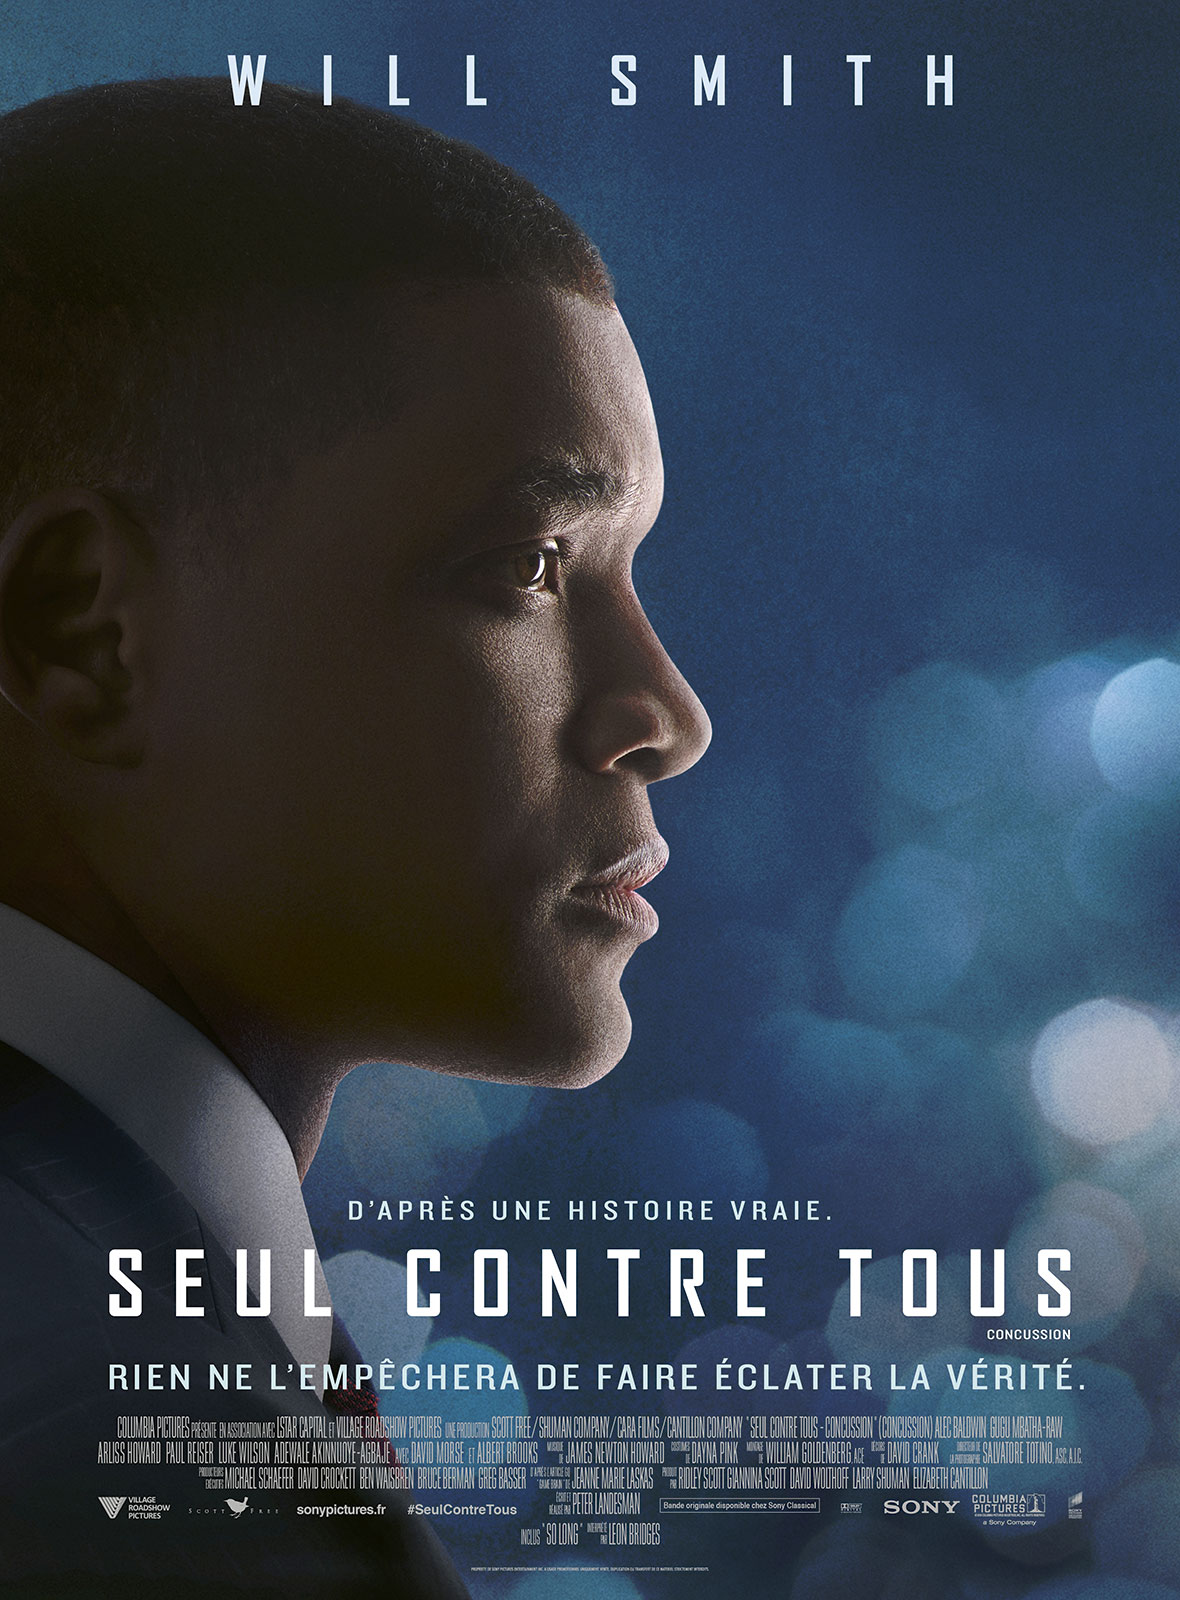 WILL SMITH
D'APRÈS UNE HISTOIRE VRAIE.
SEUL CONTRE TOUS
CONCUSSION
RIEN NE L'EMPÊCHERA DE FAIRE ÉCLATER LA VÉRITÉ.
COLUMBIA PICTURES PRÉSENTE EN ASSOCIATION AVEC LSTAR CAPITAL ET VILLAGE ROADSHOW PICTURES UNE PRODUCTION SCOTT FREE/SHUMAN COMPANY/CARA FILMS/CANTILLON COMPANY "SEUL CONTRE TOUS - CONCUSSION" (CONCUSSION) ALEC BALDWIN GUGU MBATHA-RAW
ARLISS HOWARD PAUL REISER LUKE WILSON ADEWALE AKINNUOYE-AGBAJE AVEC DAVID MORSE ET ALBERT BROOKS MUSIQUE DE JAMES NEWTON HOWARD COSTUMES DE DAYNA PINK MONTAGE DE WILLIAM GOLDENBERG, ACE DÉCORS DE DAVID CRANK DIRECTEUR DE LA PHOTOGRAPHIE SALVATORE TOTINO, ASC, A.I.C.
PRODUCTEURS EXÉCUTIFS MICHAEL SCHAEFER DAVID CROCKETT BEN WAISBREN BRUCE BERMAN GREG BASSER D'APRÈS L'ARTICLE GQ "GAME BRAIN" DE JEANNE MARIE LASKAS PRODUIT PAR RIDLEY SCOTT GIANNINA SCOTT DAVID WOLTHOFF LARRY SHUMAN ELIZABETH CANTILLON
VILLAGE ROADSHOW PICTURES SCOTT FREE sonypictures.fr #SeulContreTous ÉCRIT ET RÉALISÉ PAR PETER LANDESMAN Bande originale disponible chez Sony Classical SONY COLUMBIA PICTURES a Sony Company
INCLUS "SO LONG" INTERPRÉTÉ PAR LEON BRIDGES